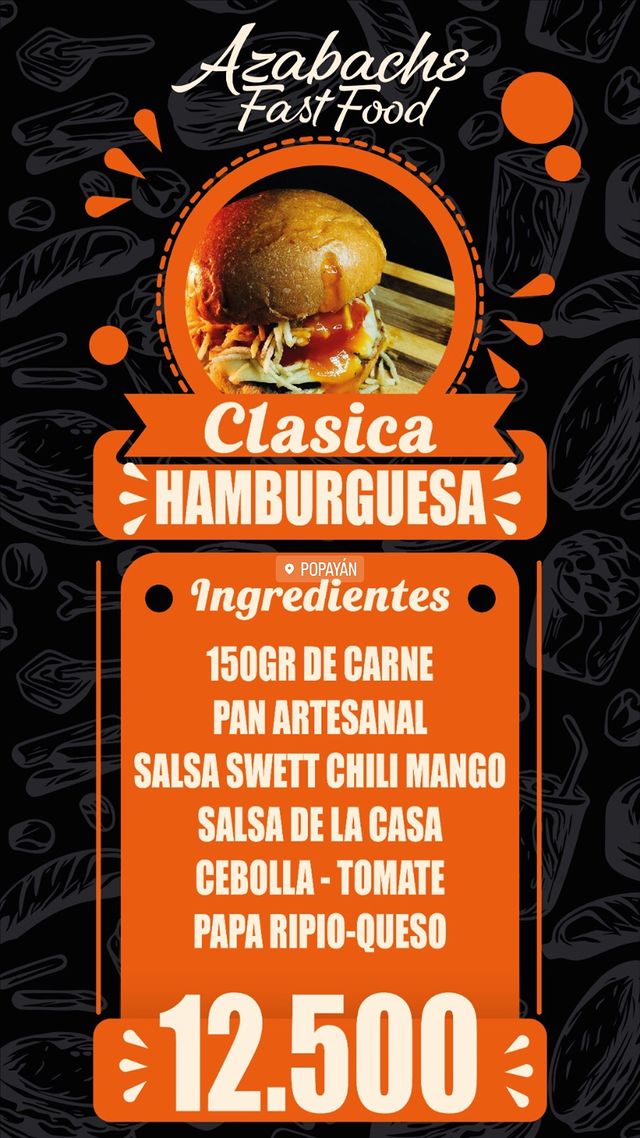 Azabache
Fast Food
Clasica
HAMBURGUESA
POPAYÁN
Ingredientes
150GR DE CARNE
PAN ARTESANAL
SALSA SWETT CHILI MANGO
SALSA DE LA CASA
CEBOLLA - TOMATE
PAPA RIPIO-QUESO
12.500